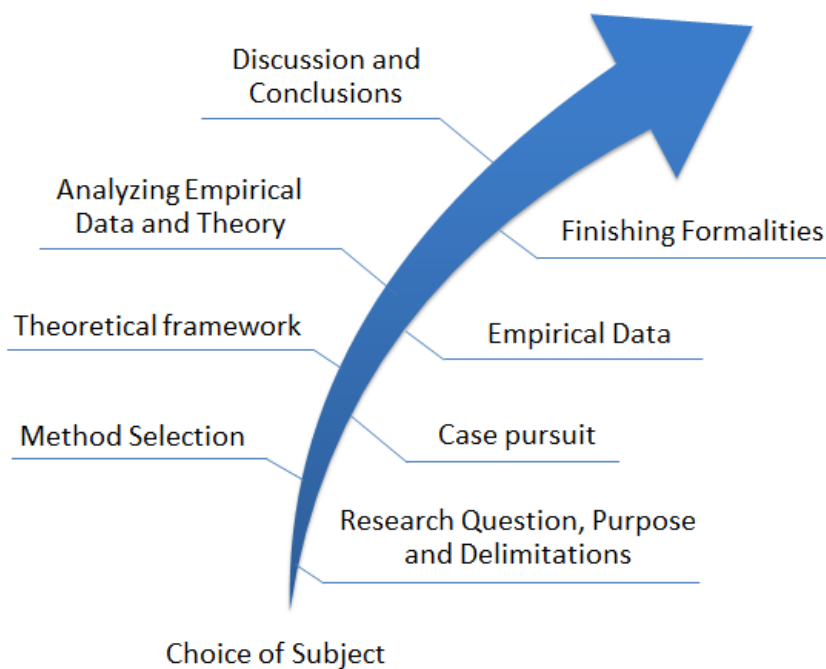 Discussion and
Conclusions
Analyzing Empirical
Data and Theory
Finishing Formalities
Theoretical framework
Empirical Data
Method Selection
Case pursuit
Research Question, Purpose
and Delimitations
Choice of Subject